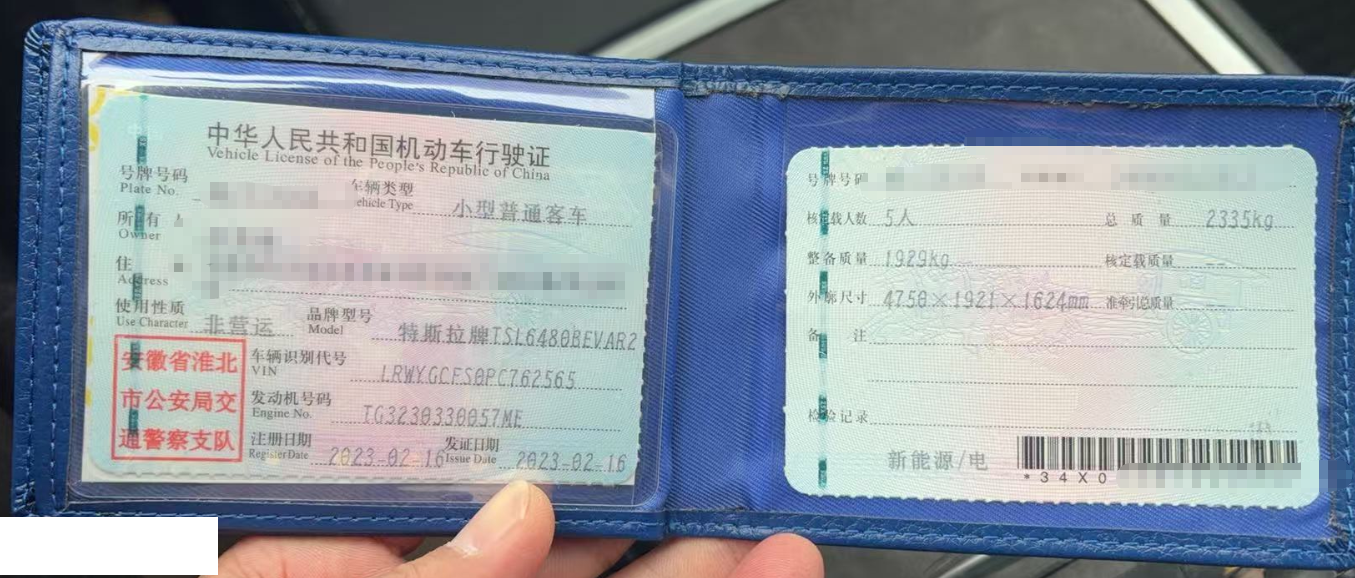 中华人民共和国机动车行驶证
Vehicle License of the People's Republic of China
号牌号码 车辆类型 小型普通客车
Plate No. Vehicle Type
所有人
Owner
住
Address
使用性质 非营运 品牌型号 特斯拉牌TSL6480BEVAR2
Use Character Model
安徽省淮北
市公安局交
通警察支队
车辆识别代号 LRWYGCFS0PC762565
VIN
发动机号码 TG3230330057ME
Engine No.
注册日期 2023-02-16 发证日期 2023-02-16
Register Date Issue Date
号牌号码
核定载人数 5人 总质量 2335kg
整备质量 1929kg 核定载质量 --
外廓尺寸 4750×1921×1624mm 准牵引总质量 --
备注
检验记录
新能源/电
*34X0